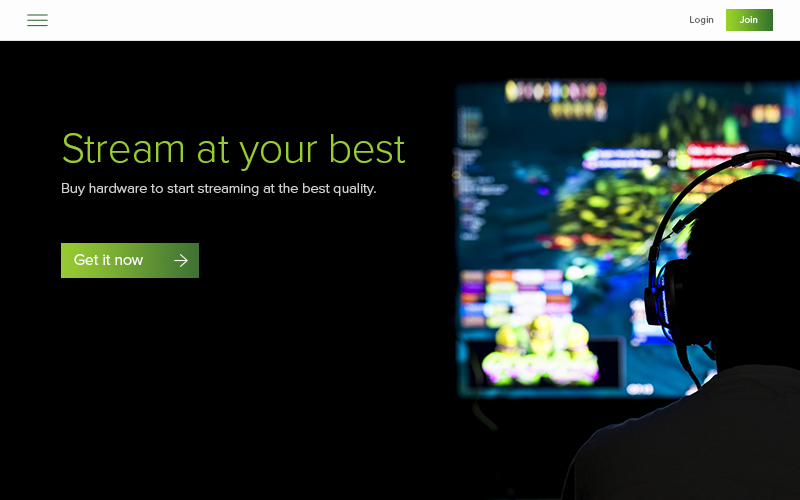 Login
Join
Stream at your best
Buy hardware to start streaming at the best quality.
Get it now